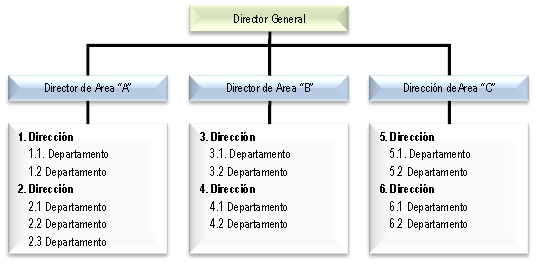 Director General
Director de Area "A"
Director de Area "B"
Dirección de Area "C"
1. Dirección
1.1. Departamento
1.2 Departamento
2. Dirección
2.1 Departamento
2.2 Departamento
2.3 Departamento
3. Dirección
3.1. Departamento
3.2 Departamento
4. Dirección
4.1 Departamento
4.2 Departamento
5. Dirección
5.1. Departamento
5.2 Departamento
6. Dirección
6.1 Departamento
6.2 Departamento